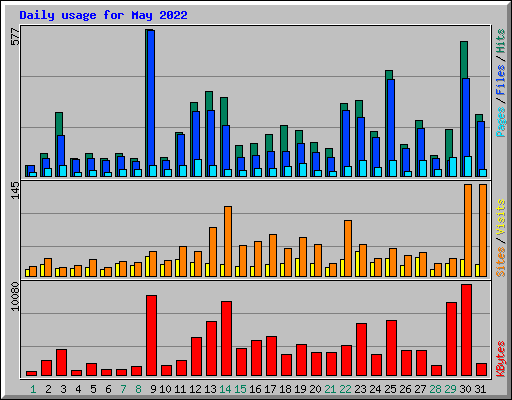 Daily usage for May 2022
577
Pages / Files / Hits
145
Sites / Visits
10080
KBytes
1 2 3 4 5 6 7 8 9 10 11 12 13 14 15 16 17 18 19 20 21 22 23 24 25 26 27 28 29 30 31